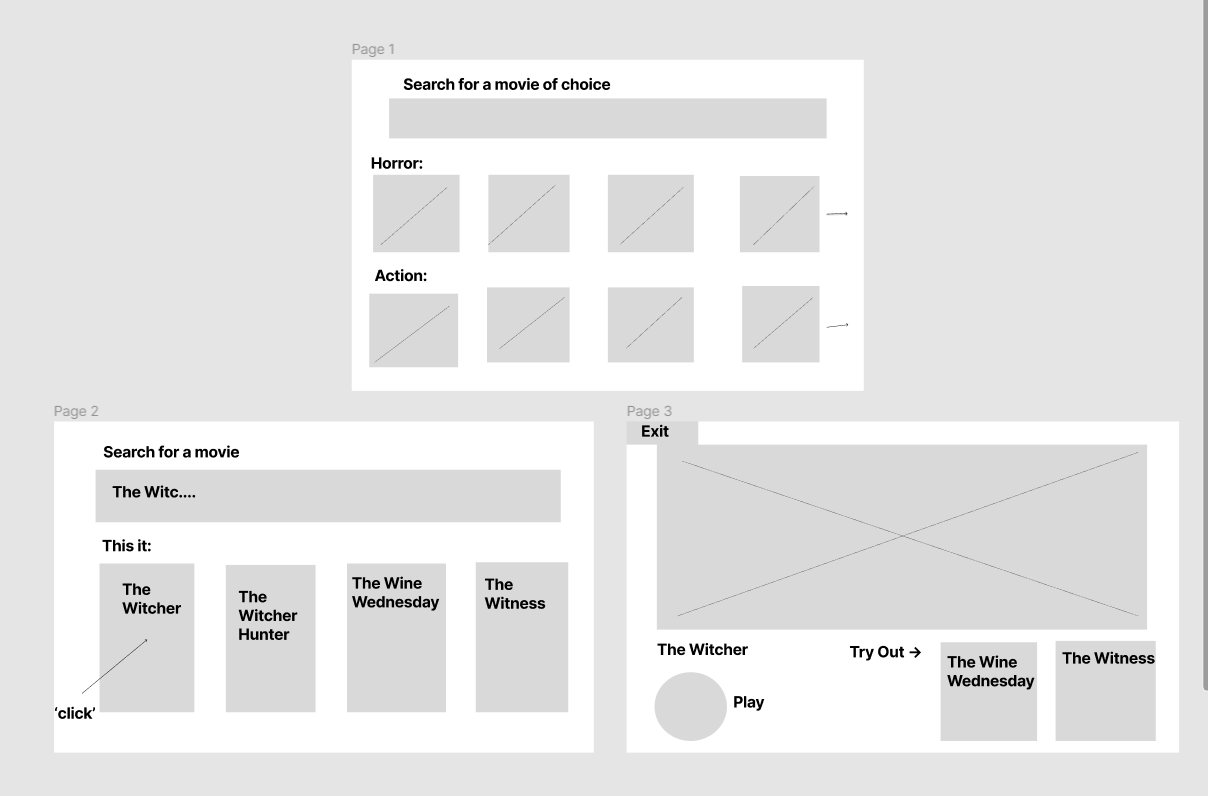 Page 1
Search for a movie of choice
Horror:
Action:
Page 2
Search for a movie
The Witc....
This it:
The
Witcher
The
Witcher
Hunter
The Wine
Wednesday
The
Witness
‘click’
Page 3
Exit
The Witcher
Play
Try Out →
The Wine
Wednesday
The Witness